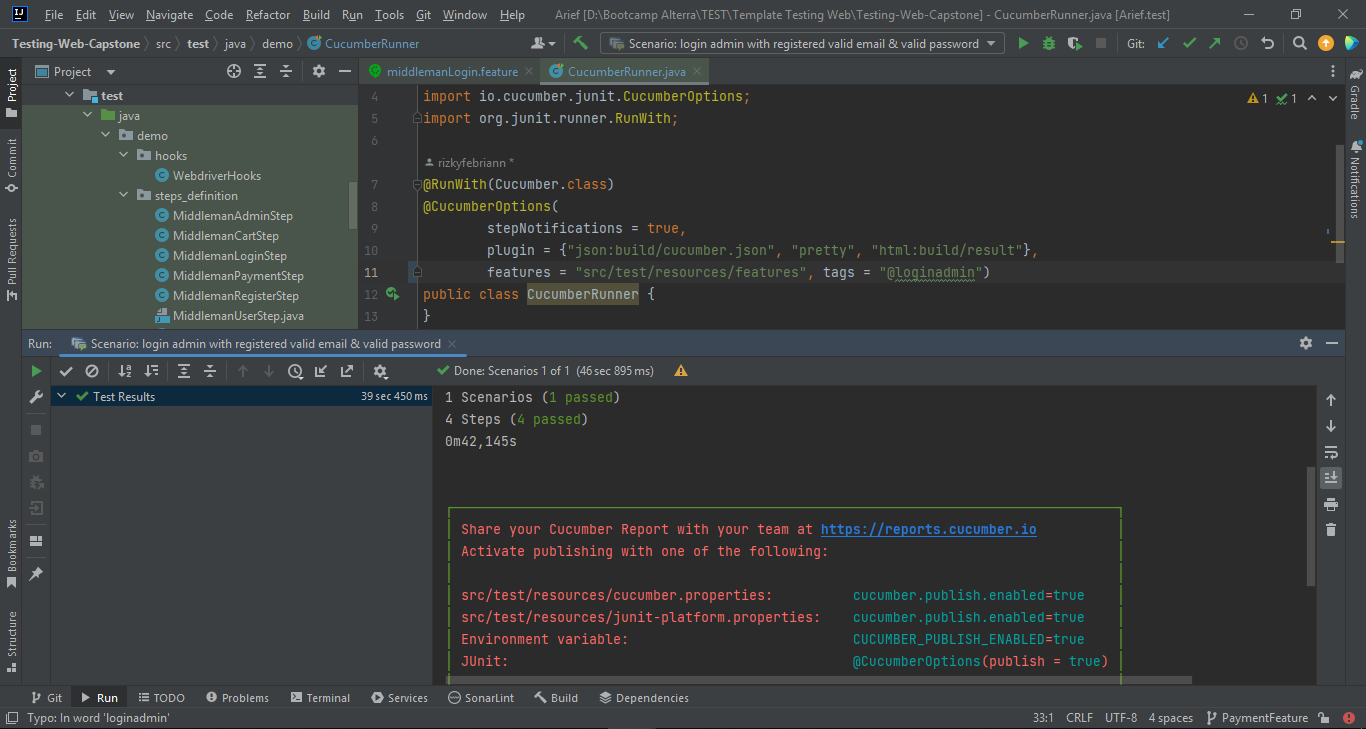 File Edit View Navigate Code Refactor Build Run Tools Git Window Help Arief [D:\Bootcamp Alterra\TEST\Template Testing Web\Testing-Web-Capstone] - CucumberRunner.java [Arief.test]
Testing-Web-Capstone src test java demo CucumberRunner Scenario: login admin with registered valid email & valid password Git:
Project
middlemanLogin.feature CucumberRunner.java
test
java
demo
hooks
WebdriverHooks
steps_definition
MiddlemanAdminStep
MiddlemanCartStep
MiddlemanLoginStep
MiddlemanPaymentStep
MiddlemanRegisterStep
MiddlemanUserStep.java
4 import io.cucumber.junit.CucumberOptions;
5 import org.junit.runner.RunWith;
6
rizkyfebriann *
7 @RunWith(Cucumber.class)
8 @CucumberOptions(
9 stepNotifications = true,
10 plugin = {"json:build/cucumber.json", "pretty", "html:build/result"},
11 features = "src/test/resources/features", tags = "@loginadmin")
12 public class CucumberRunner {
13 }
1 1
Project
Commit
Pull Requests
Bookmarks
Structure
Gradle
Notifications
Run: Scenario: login admin with registered valid email & valid password
Done: Scenarios 1 of 1 (46 sec 895 ms)
Test Results 39 sec 450 ms
1 Scenarios (1 passed)
4 Steps (4 passed)
0m42,145s
Share your Cucumber Report with your team at https://reports.cucumber.io
Activate publishing with one of the following:
src/test/resources/cucumber.properties: cucumber.publish.enabled=true
src/test/resources/junit-platform.properties: cucumber.publish.enabled=true
Environment variable: CUCUMBER_PUBLISH_ENABLED=true
JUnit: @CucumberOptions(publish = true)
Git Run TODO Problems Terminal Services SonarLint Build Dependencies
Typo: In word 'loginadmin' 33:1 CRLF UTF-8 4 spaces PaymentFeature